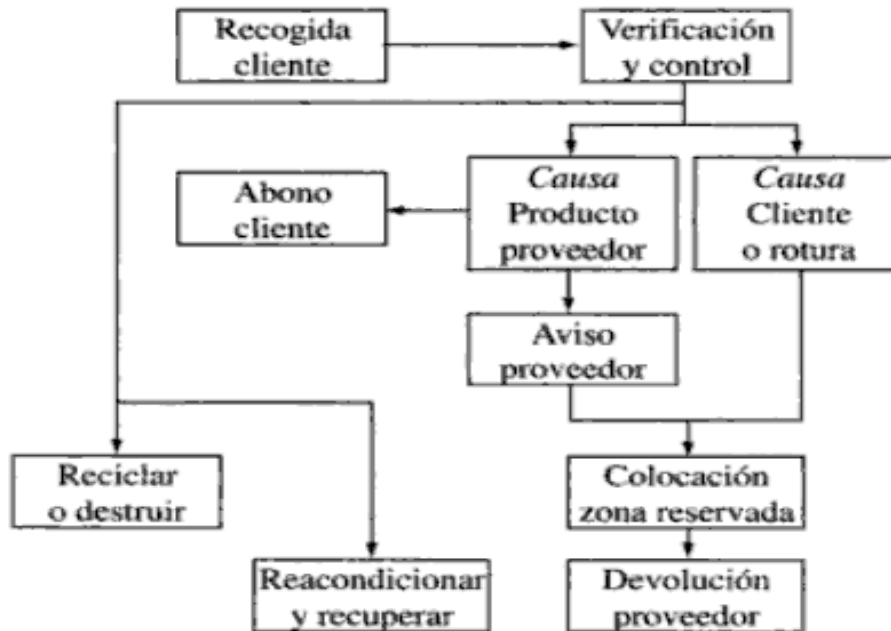 Recogida
cliente
Verificación
y control
Abono
cliente
Causa
Producto
proveedor
Causa
Cliente
o rotura
Aviso
proveedor
Reciclar
o destruir
Colocación
zona reservada
Reacondicionar
y recuperar
Devolución
proveedor